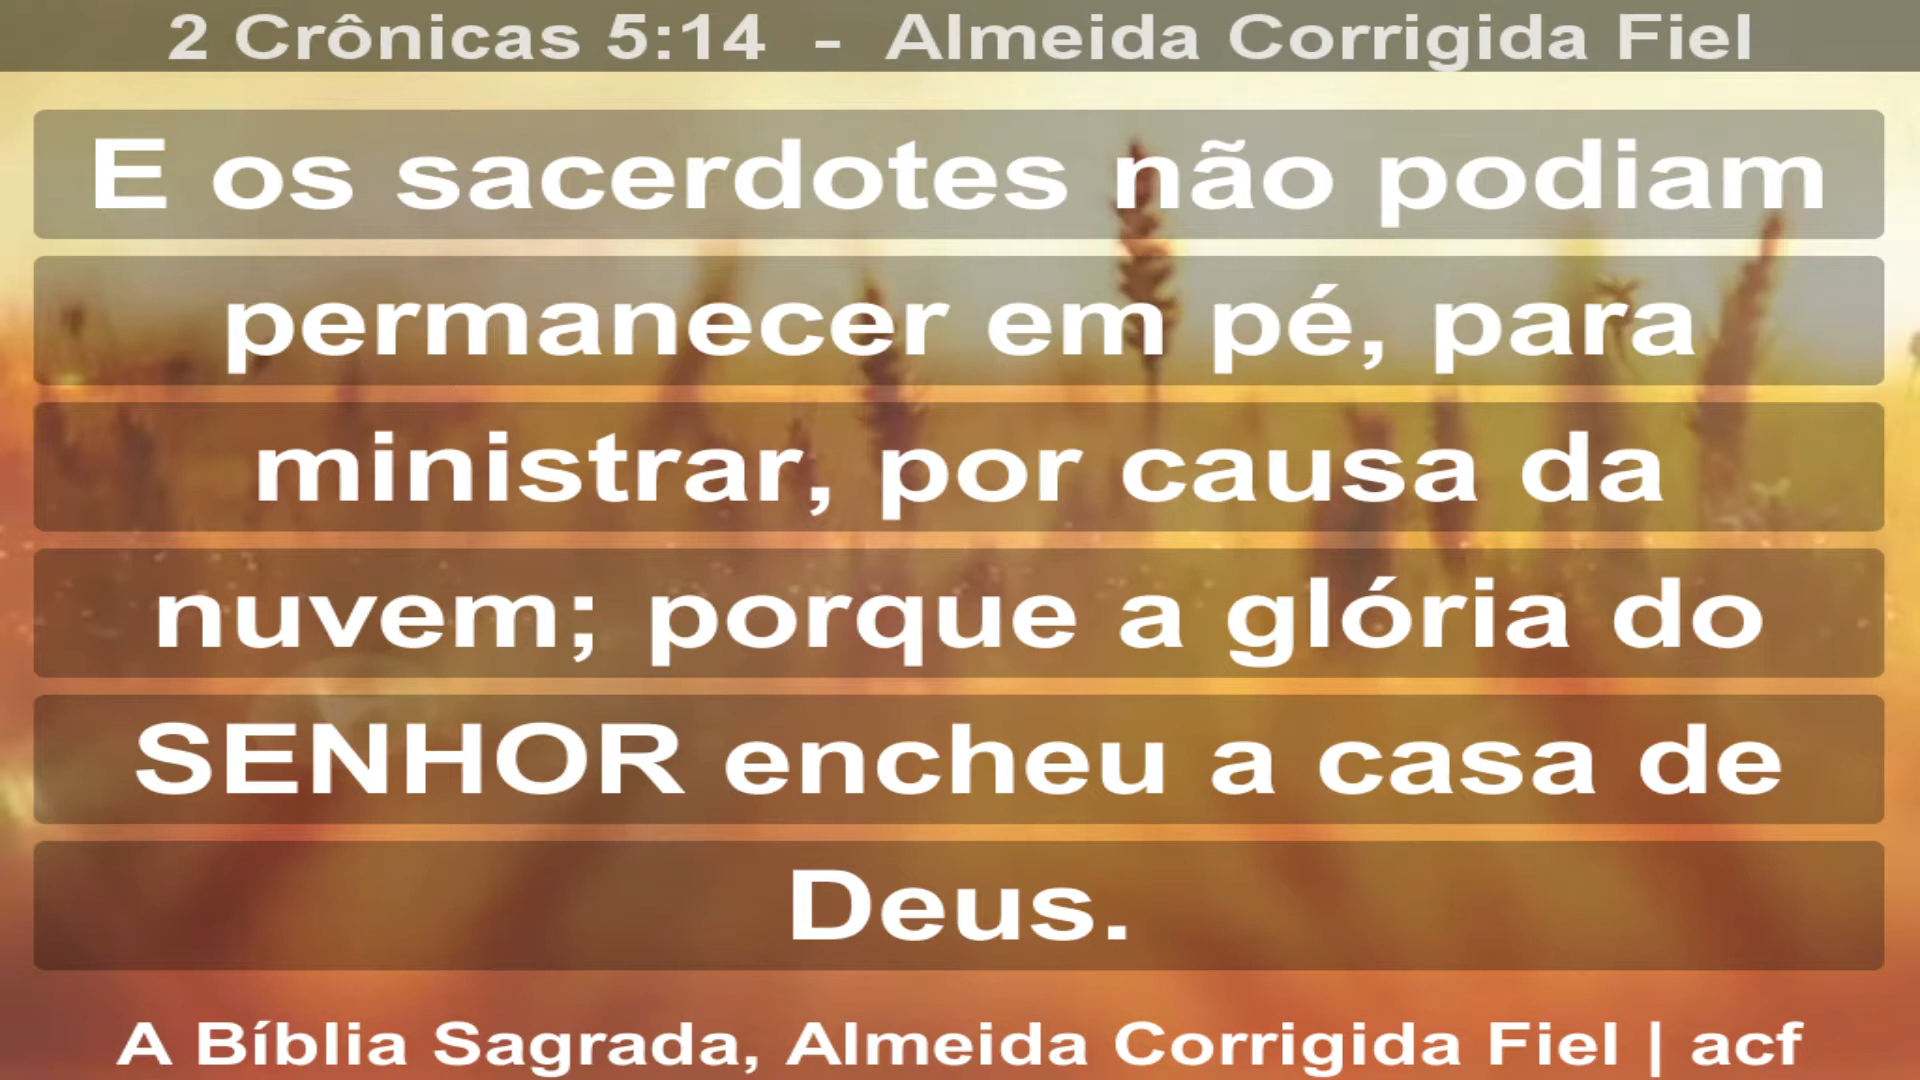 2 Crônicas 5:14 - Almeida Corrigida Fiel
E os sacerdotes não podiam
permanecer em pé, para
ministrar, por causa da
nuvem; porque a glória do
SENHOR encheu a casa de
Deus.
A Bíblia Sagrada, Almeida Corrigida Fiel | acf